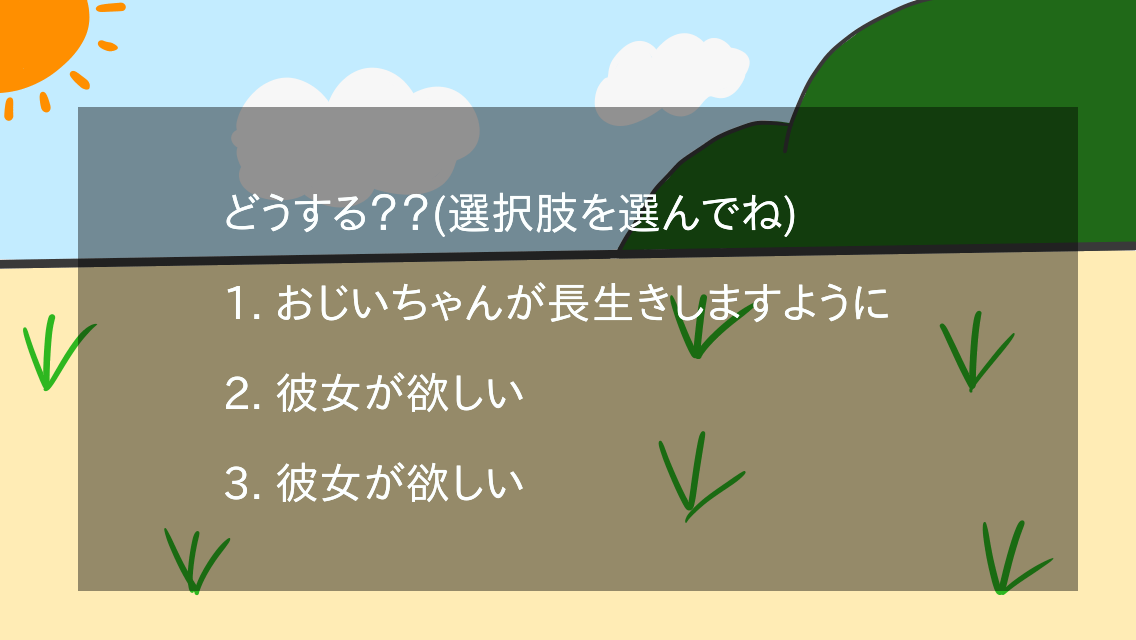 どうする??(選択肢を選んでね)
1. おじいちゃんが長生きしますように
2. 彼女が欲しい
3. 彼女が欲しい